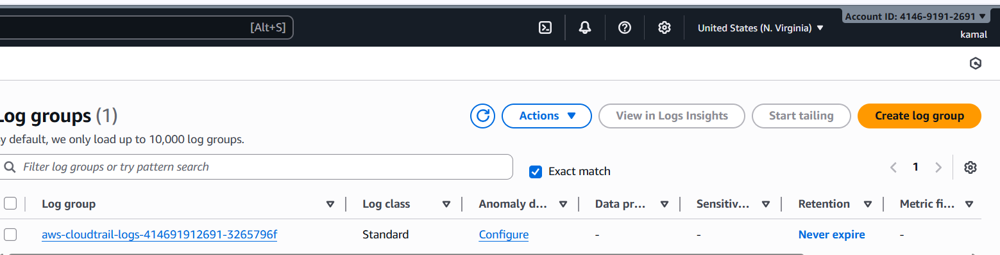 [Alt+S]
United States (N. Virginia)
Account ID: 4146-9191-2691
kamal
Log groups (1)
Actions
View in Logs Insights
Start tailing
Create log group
y default, we only load up to 10,000 log groups.
Filter log groups or try pattern search
Exact match
1
Log group Log class Anomaly d... Data pr... Sensitiv... Retention Metric fi...
aws-cloudtrail-logs-414691912691-3265796f Standard Configure - - Never expire -